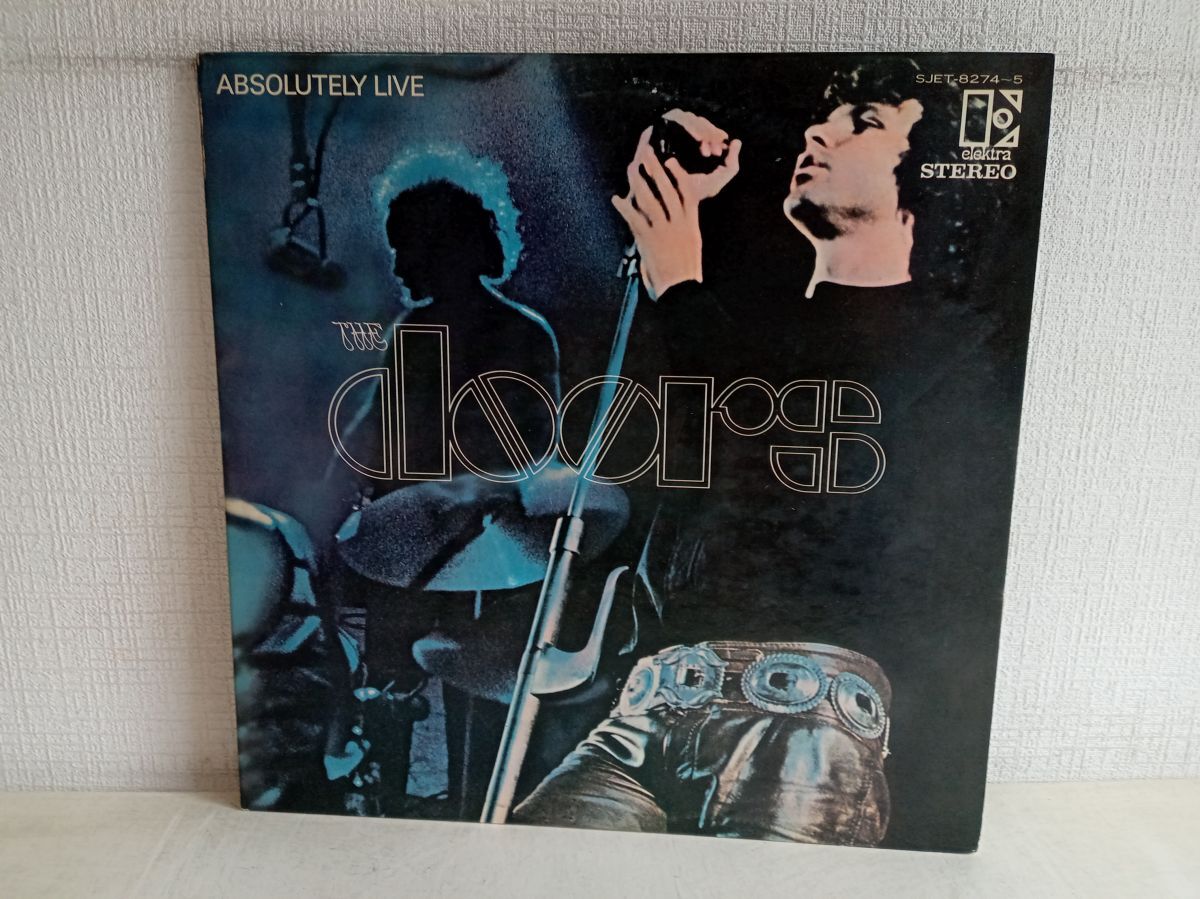 ABSOLUTELY LIVE
SJET-8274~5
elektra
STEREO
THE
doors